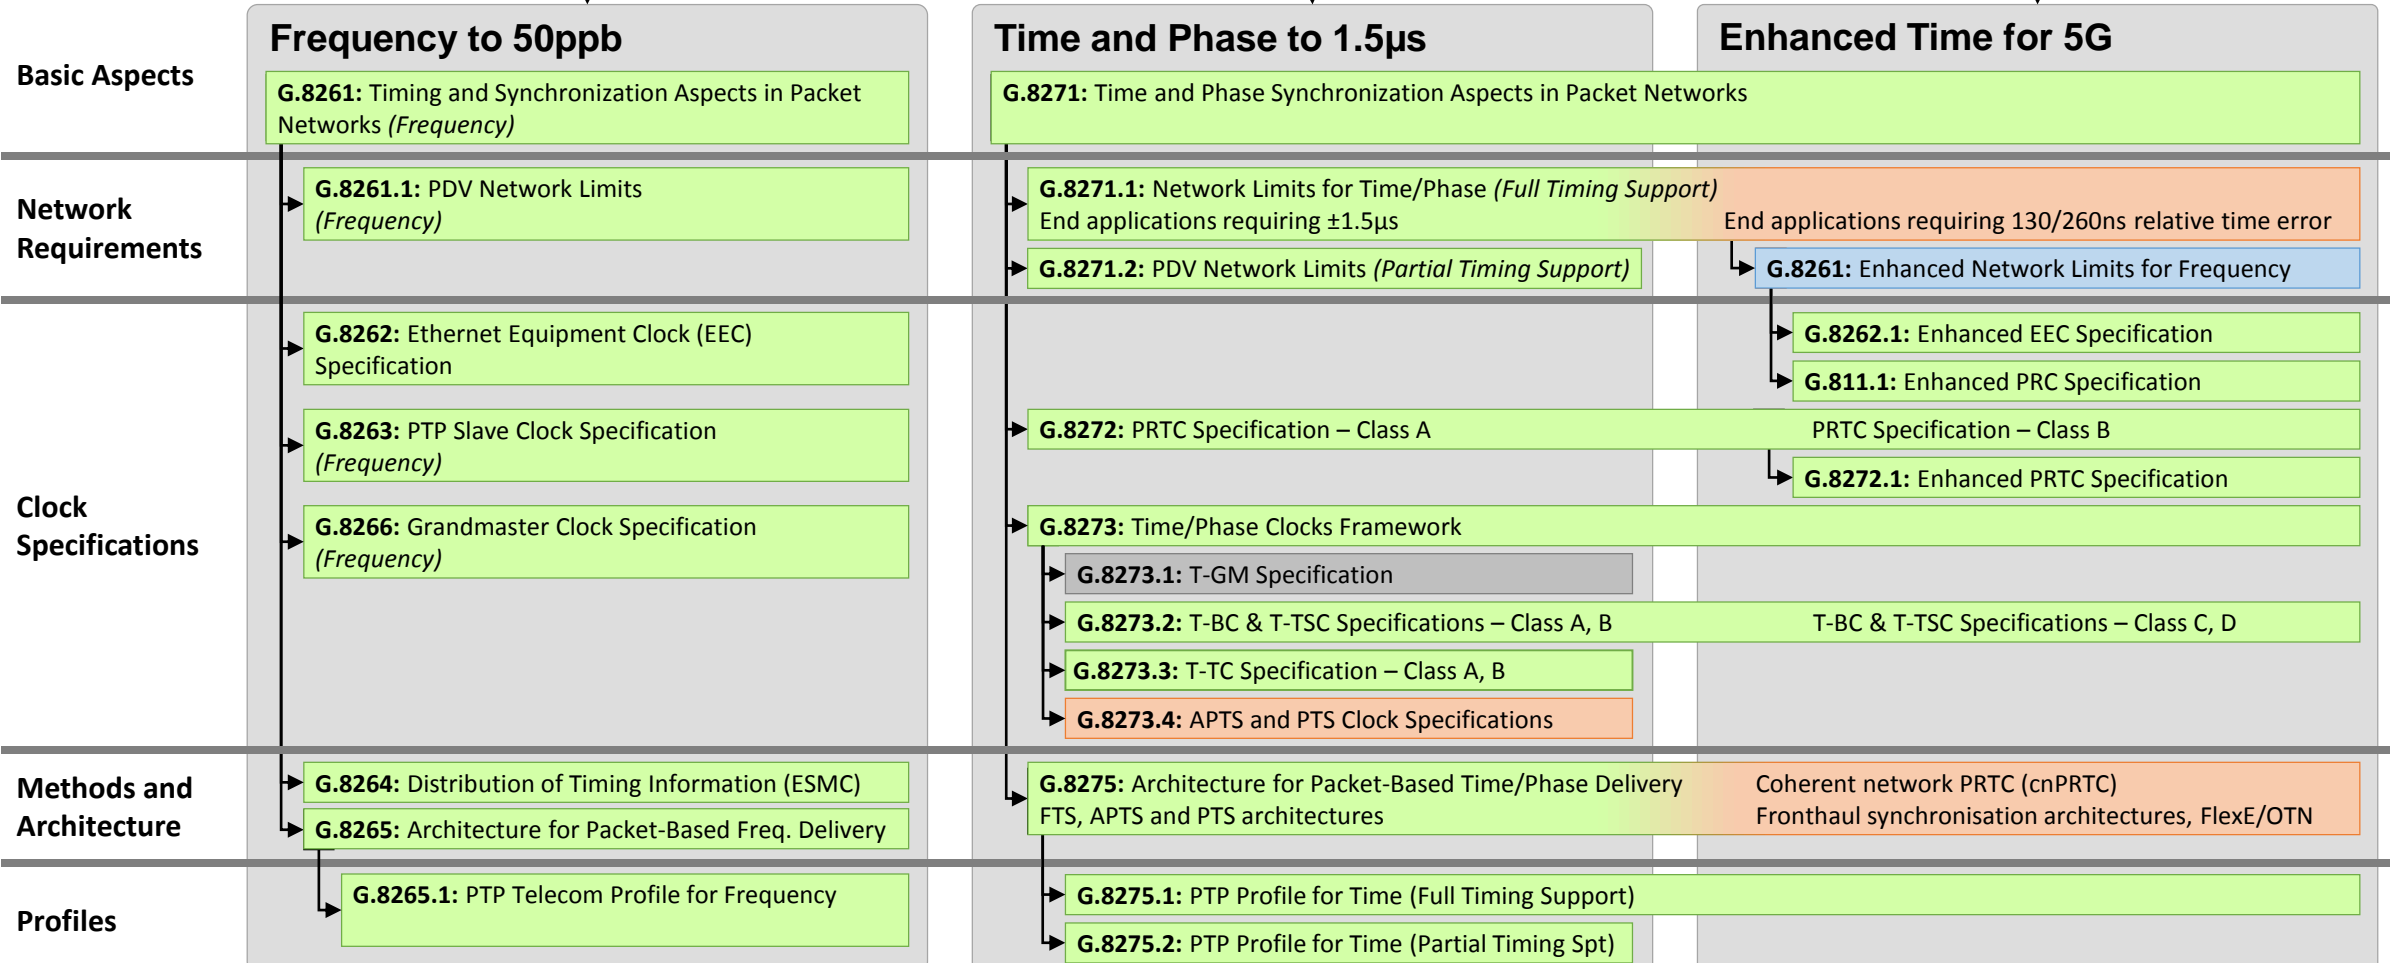 Frequency to 50ppb
Time and Phase to 1.5µs
Enhanced Time for 5G
Basic Aspects
G.8261: Timing and Synchronization Aspects in Packet
Networks (Frequency)
G.8271: Time and Phase Synchronization Aspects in Packet Networks
Network
Requirements
G.8261.1: PDV Network Limits
(Frequency)
G.8271.1: Network Limits for Time/Phase (Full Timing Support)
End applications requiring ±1.5µs
End applications requiring 130/260ns relative time error
G.8271.2: PDV Network Limits (Partial Timing Support)
G.8261: Enhanced Network Limits for Frequency
Clock
Specifications
G.8262: Ethernet Equipment Clock (EEC)
Specification
G.8263: PTP Slave Clock Specification
(Frequency)
G.8266: Grandmaster Clock Specification
(Frequency)
G.8262.1: Enhanced EEC Specification
G.811.1: Enhanced PRC Specification
G.8272: PRTC Specification – Class A
PRTC Specification – Class B
G.8272.1: Enhanced PRTC Specification
G.8273: Time/Phase Clocks Framework
G.8273.1: T-GM Specification
G.8273.2: T-BC & T-TSC Specifications – Class A, B
T-BC & T-TSC Specifications – Class C, D
G.8273.3: T-TC Specification – Class A, B
G.8273.4: APTS and PTS Clock Specifications
Methods and
Architecture
G.8264: Distribution of Timing Information (ESMC)
G.8265: Architecture for Packet-Based Freq. Delivery
G.8275: Architecture for Packet-Based Time/Phase Delivery
FTS, APTS and PTS architectures
Coherent network PRTC (cnPRTC)
Fronthaul synchronisation architectures, FlexE/OTN
Profiles
G.8265.1: PTP Telecom Profile for Frequency
G.8275.1: PTP Profile for Time (Full Timing Support)
G.8275.2: PTP Profile for Time (Partial Timing Spt)